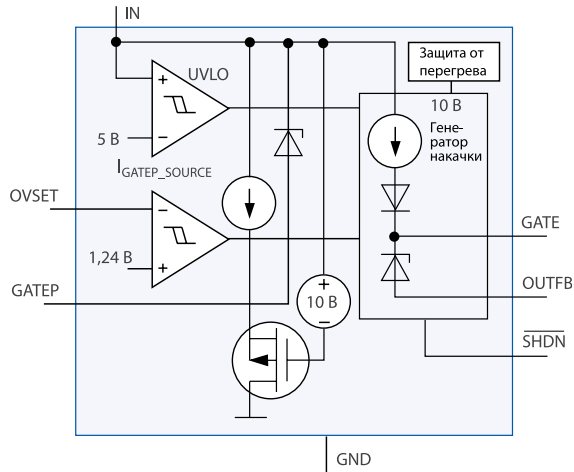 IN
Защита от
перегрева
UVLO
+
10 В
5 В
−
Гене-
ратор
накачки
I_GATEP_SOURCE
OVSET
−
GATE
1,24 В
+
GATEP
+
10 В
−
OUTFB
SHDN
GND